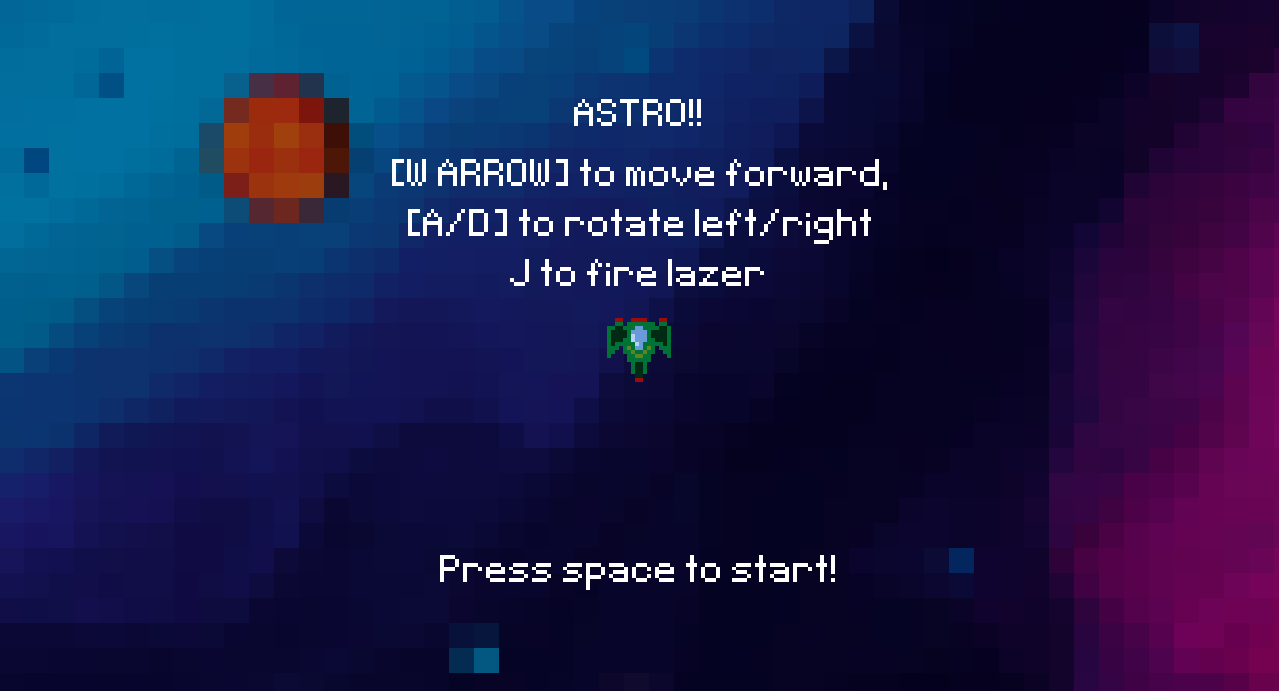 ASTRO!!
[W ARROW] to move forward,
[A/D] to rotate left/right
J to fire lazer
Press space to start!